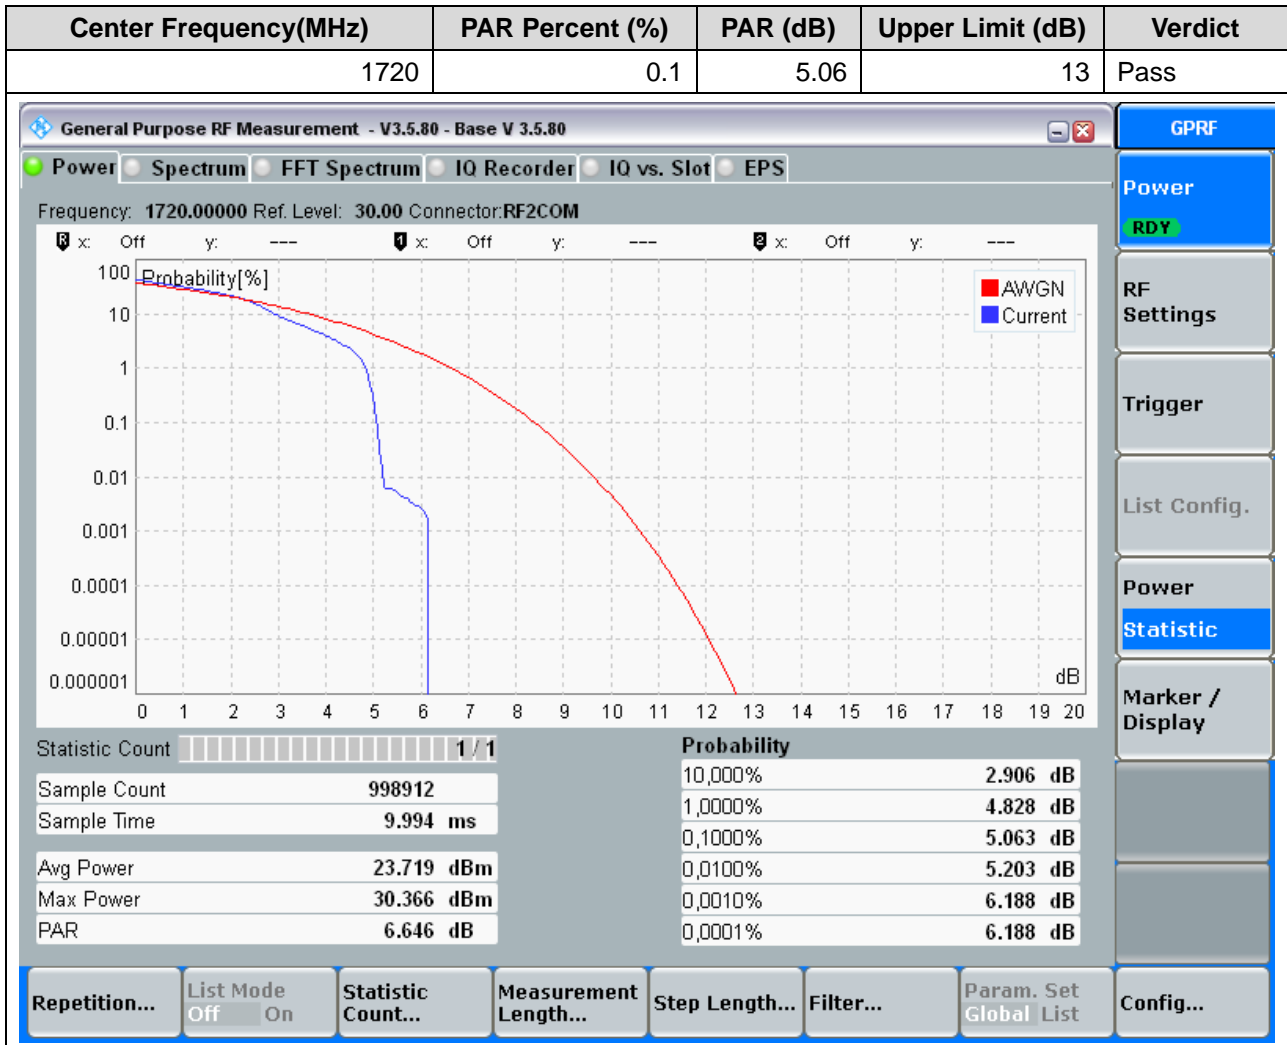 Center Frequency(MHz) PAR Percent (%) PAR (dB) Upper Limit (dB) Verdict
1720 0.1 5.06 13 Pass
General Purpose RF Measurement - V3.5.80 - Base V 3.5.80
GPRF
Power Spectrum FFT Spectrum IQ Recorder IQ vs. Slot EPS
Frequency: 1720.00000 Ref. Level: 30.00 Connector:RF2COM
R x: Off y: --- 1 x: Off y: --- 2 x: Off y: ---
Probability[%]
AWGN
Current
100
10
1
0.1
0.01
0.001
0.0001
0.00001
0.000001
dB
0 1 2 3 4 5 6 7 8 9 10 11 12 13 14 15 16 17 18 19 20
Statistic Count 1 / 1
Sample Count 998912
Sample Time 9.994 ms
Avg Power 23.719 dBm
Max Power 30.366 dBm
PAR 6.646 dB
Probability
10,000% 2.906 dB
1,0000% 4.828 dB
0,1000% 5.063 dB
0,0100% 5.203 dB
0,0010% 6.188 dB
0,0001% 6.188 dB
Power
RDY
RF
Settings
Trigger
List Config.
Power
Statistic
Marker /
Display
Repetition...
List Mode
Off On
Statistic
Count...
Measurement
Length...
Step Length...
Filter...
Param. Set
Global List
Config...